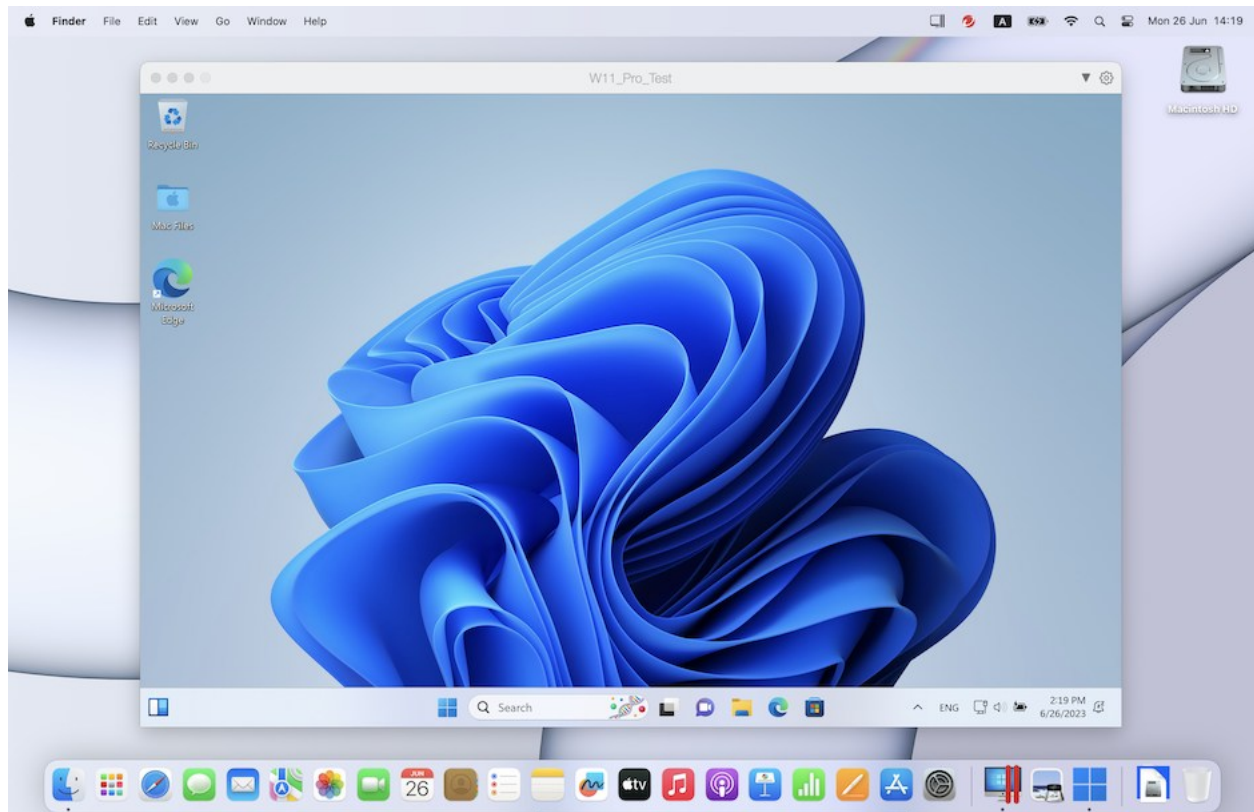 Finder File Edit View Go Window Help
A
Mon 26 Jun 14:19
W11_Pro_Test
Macintosh HD
Recycle Bin
Mac Files
Microsoft
Edge
Search
ENG
2:19 PM
6/26/2023
JUN
26
tv